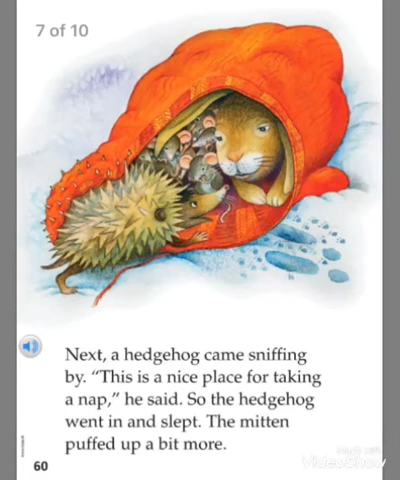 7 of 10
Next, a hedgehog came sniffing
by. “This is a nice place for taking
a nap,” he said. So the hedgehog
went in and slept. The mitten
puffed up a bit more.
60
Made with
VideoShow